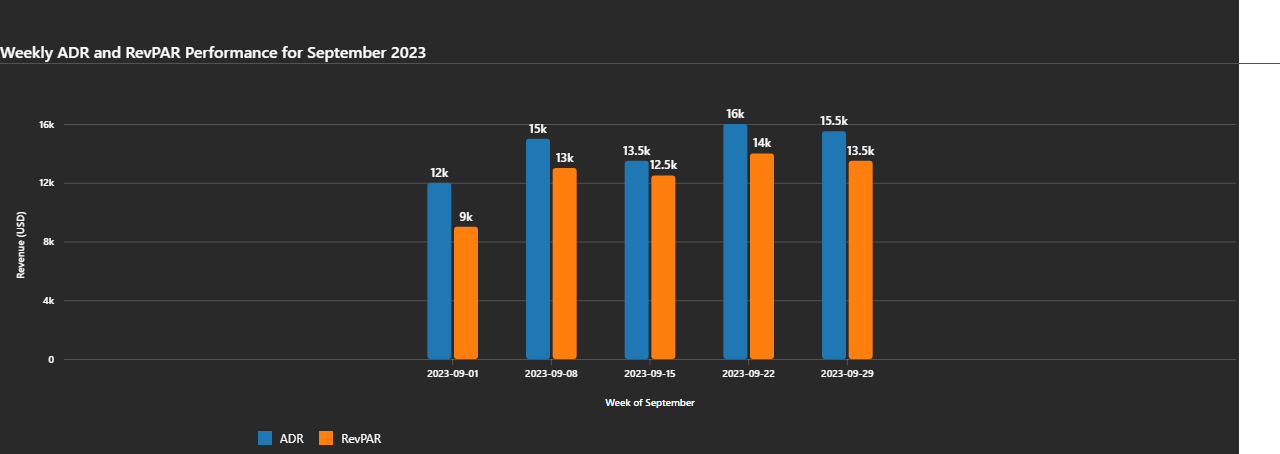 Weekly ADR and RevPAR Performance for September 2023
16k
12k
8k
4k
0
Revenue (USD)
12k
9k
15k
13k
13.5k
12.5k
16k
14k
15.5k
13.5k
2023-09-01
2023-09-08
2023-09-15
2023-09-22
2023-09-29
Week of September
ADR
RevPAR